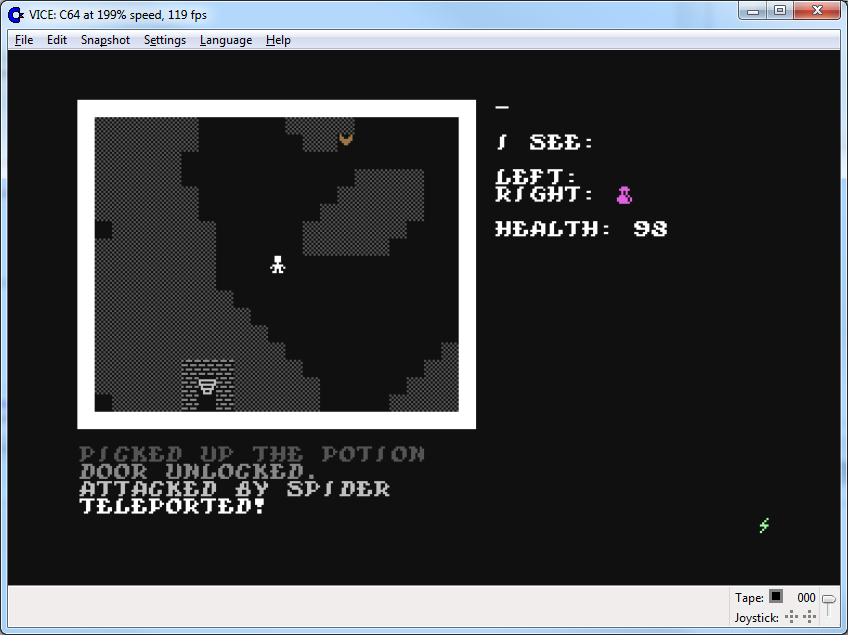 VICE: C64 at 199% speed, 119 fps
File Edit Snapshot Settings Language Help
I SEE:
LEFT:
RIGHT:
HEALTH: 98
PICKED UP THE POTION
DOOR UNLOCKED.
ATTACKED BY SPIDER
TELEPORTED!
Tape: 000
Joystick: